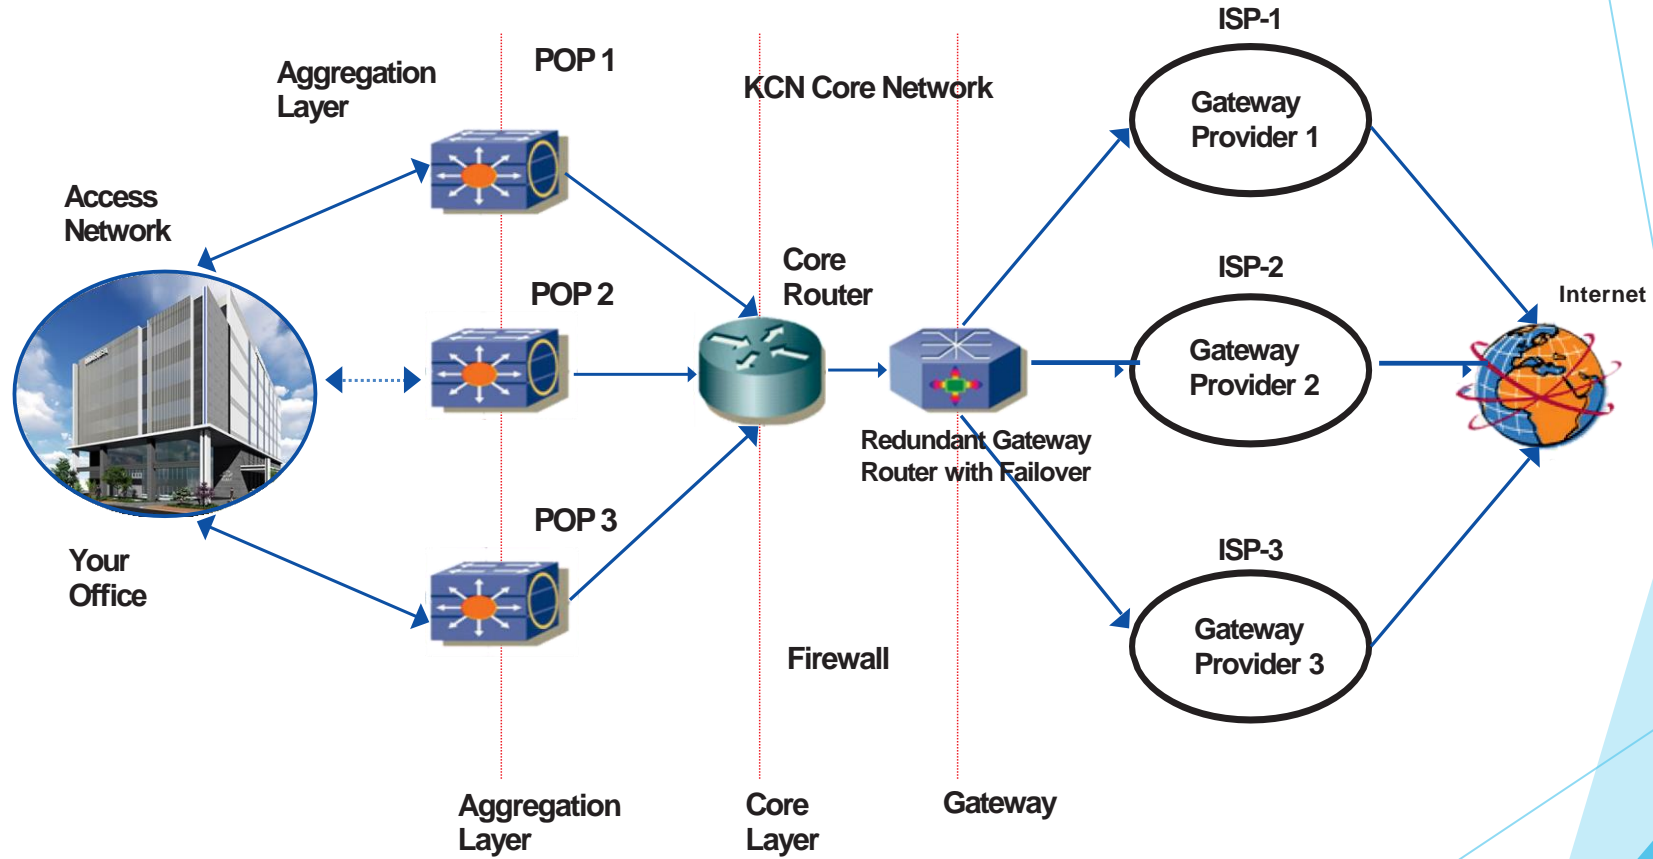 ISP-1
POP 1
Aggregation
Layer
KCN Core Network
Gateway
Provider 1
Access
Network
Core
Router
ISP-2
Internet
POP 2
Gateway
Provider 2
Redundant Gateway
Router with Failover
POP 3
Your
Office
ISP-3
Gateway
Provider 3
Firewall
Aggregation
Layer
Core
Layer
Gateway